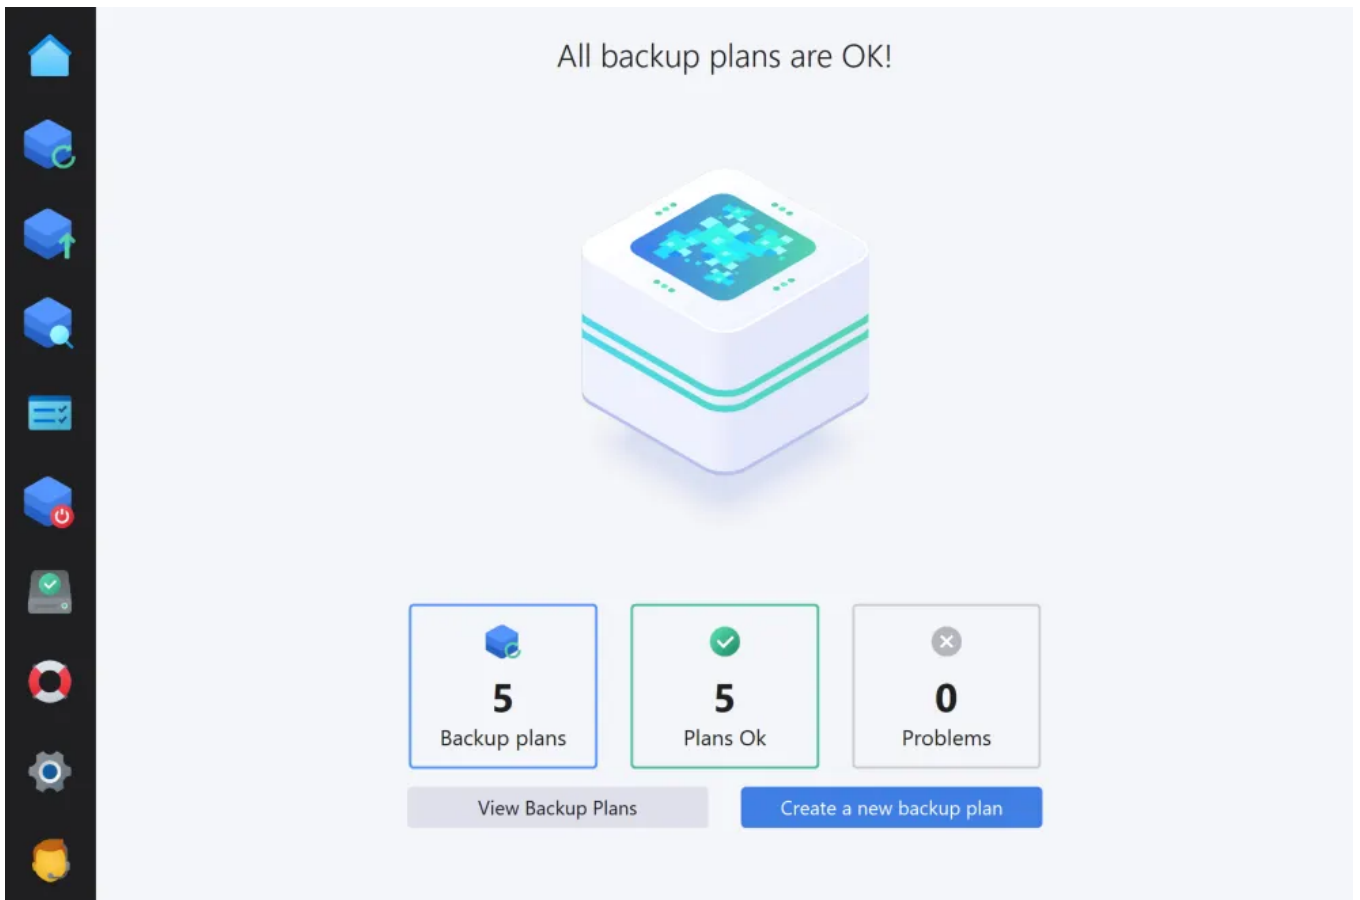 All backup plans are OK!
5
Backup plans
5
Plans Ok
0
Problems
View Backup Plans
Create a new backup plan